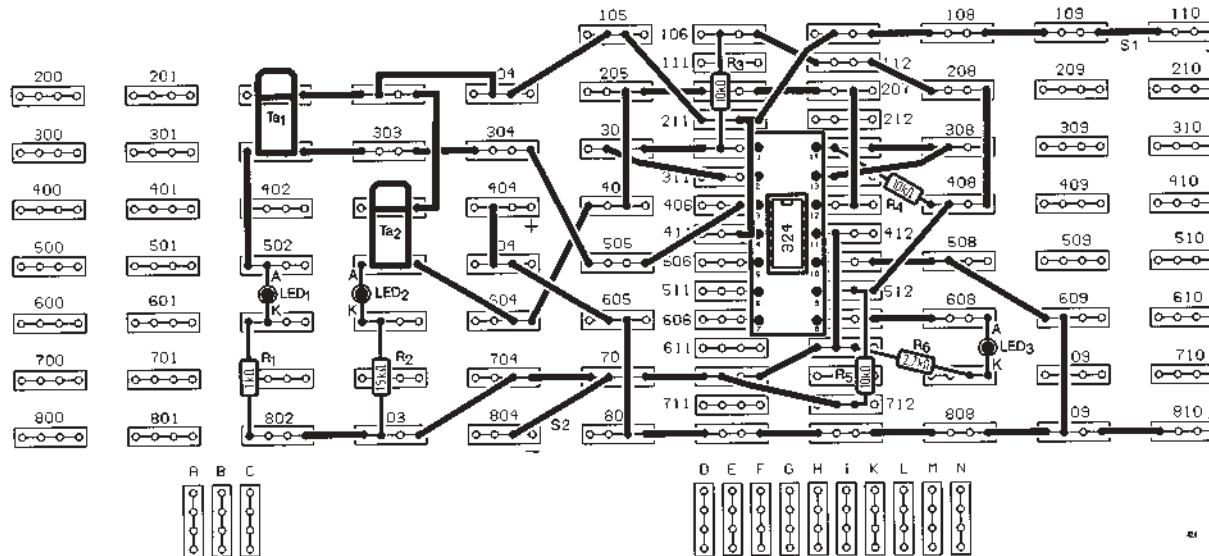 105 106 108 109 110
S1
111 R3 112
200 201 04 205 207 208 209 210
Ta1 10kΩ
211 212
300 301 303 304 30 308 309 310
311
10kΩ
400 401 402 404 40 406 R4 408 409 410
Ta2 324
411 412
500 501 502 04 505 506 508 509 510
A A
LED1 LED2 511 512
K K
600 601 604 605 606 608 609 610
A
R1 R2 611 R6 LED3
700 701 704 70 2,2kΩ K 09 710
1kΩ 15kΩ R5 10kΩ
711 712
800 801 802 03 804 S2 80 808 09 810
A B C D E F G H i K L M N